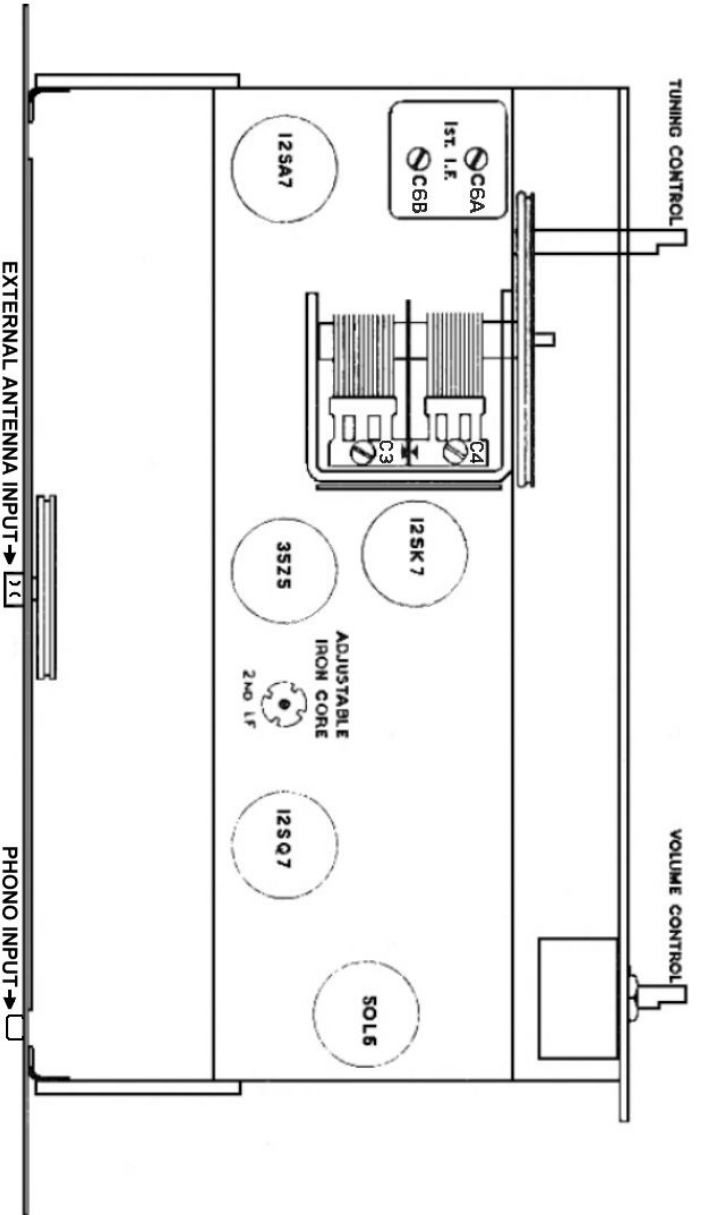 TUNING CONTROL
VOLUME CONTROL
1ST. I.F.
C6A
C6B
12SA7
C4
C3
12SK7
35Z5
ADJUSTABLE
IRON CORE
2ND I.F
12SQ7
50L6
EXTERNAL ANTENNA INPUT→
PHONO INPUT→